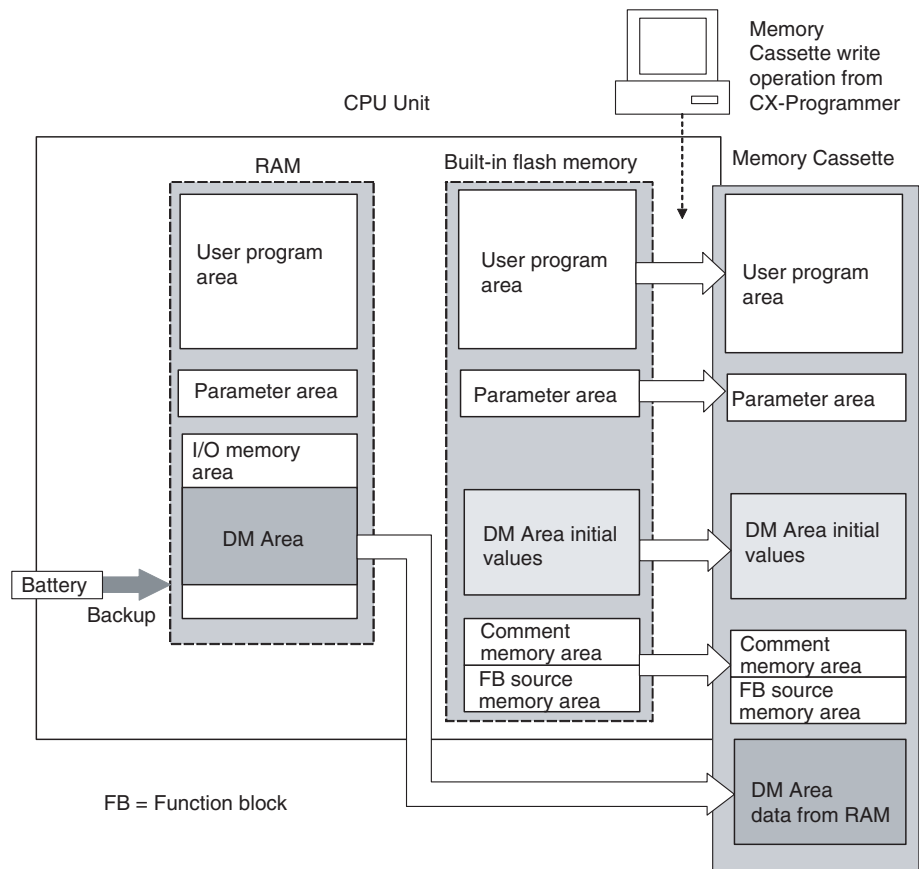 Memory
Cassette write
operation from
CX-Programmer
CPU Unit
RAM
Built-in flash memory
Memory Cassette
User program
area
User program
area
User program
area
Parameter area
Parameter area
Parameter area
I/O memory
area
DM Area
DM Area initial
values
DM Area initial
values
Battery
Backup
Comment
memory area
FB source
memory area
Comment
memory area
FB source
memory area
DM Area
data from RAM
FB = Function block